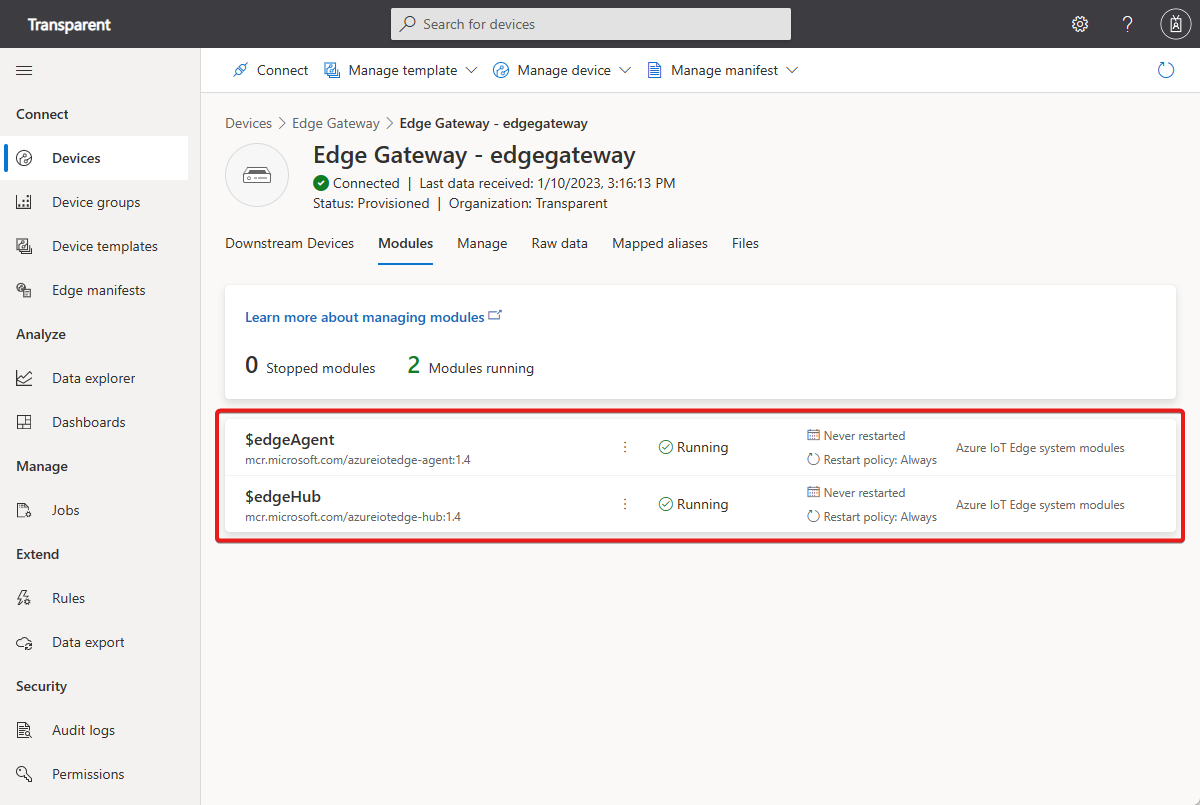 Transparent
Search for devices
?
Connect
Manage template
Manage device
Manage manifest
Connect
Devices
Device groups
Device templates
Edge manifests
Analyze
Data explorer
Dashboards
Manage
Jobs
Extend
Rules
Data export
Security
Audit logs
Permissions
Devices > Edge Gateway > Edge Gateway - edgegateway
Edge Gateway - edgegateway
Connected | Last data received: 1/10/2023, 3:16:13 PM
Status: Provisioned | Organization: Transparent
Downstream Devices Modules Manage Raw data Mapped aliases Files
Learn more about managing modules
0 Stopped modules 2 Modules running
$edgeAgent
mcr.microsoft.com/azureiotedge-agent:1.4
Running
Never restarted
Restart policy: Always
Azure IoT Edge system modules
$edgeHub
mcr.microsoft.com/azureiotedge-hub:1.4
Running
Never restarted
Restart policy: Always
Azure IoT Edge system modules